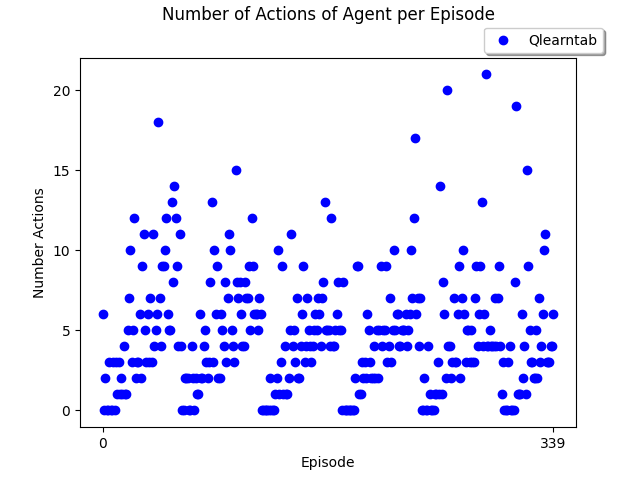 Number of Actions of Agent per Episode
Qlearntab
20
15
10
5
0
Number Actions
0
339
Episode